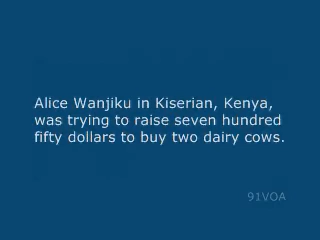 Alice Wanjiku in Kiserian, Kenya,
was trying to raise seven hundred
fifty dollars to buy two dairy cows.
91VOA